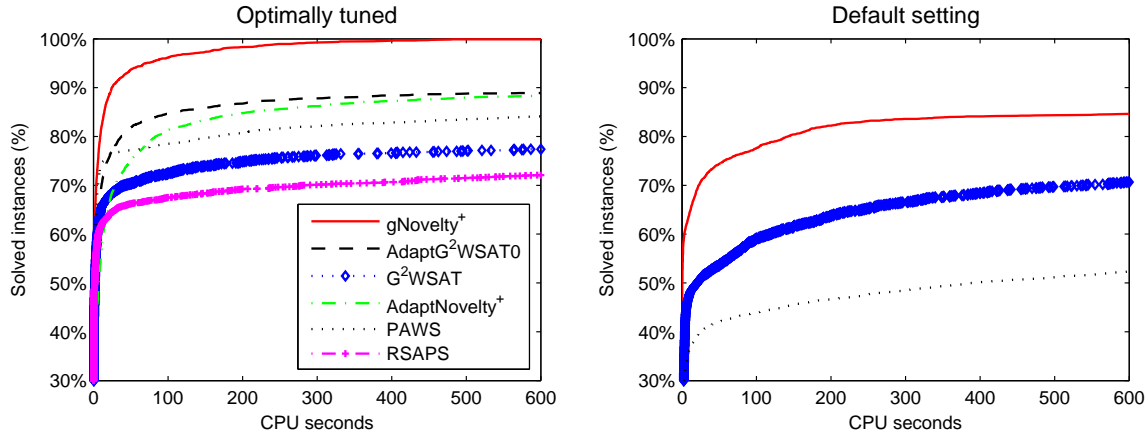 Optimally tuned
100%
90%
80%
70%
60%
50%
40%
30%
Solved instances (%)
0 100 200 300 400 500 600
CPU seconds
gNovelty+
AdaptG2WSAT0
G2WSAT
AdaptNovelty+
PAWS
RSAPS
Default setting
100%
90%
80%
70%
60%
50%
40%
30%
Solved instances (%)
0 100 200 300 400 500 600
CPU seconds